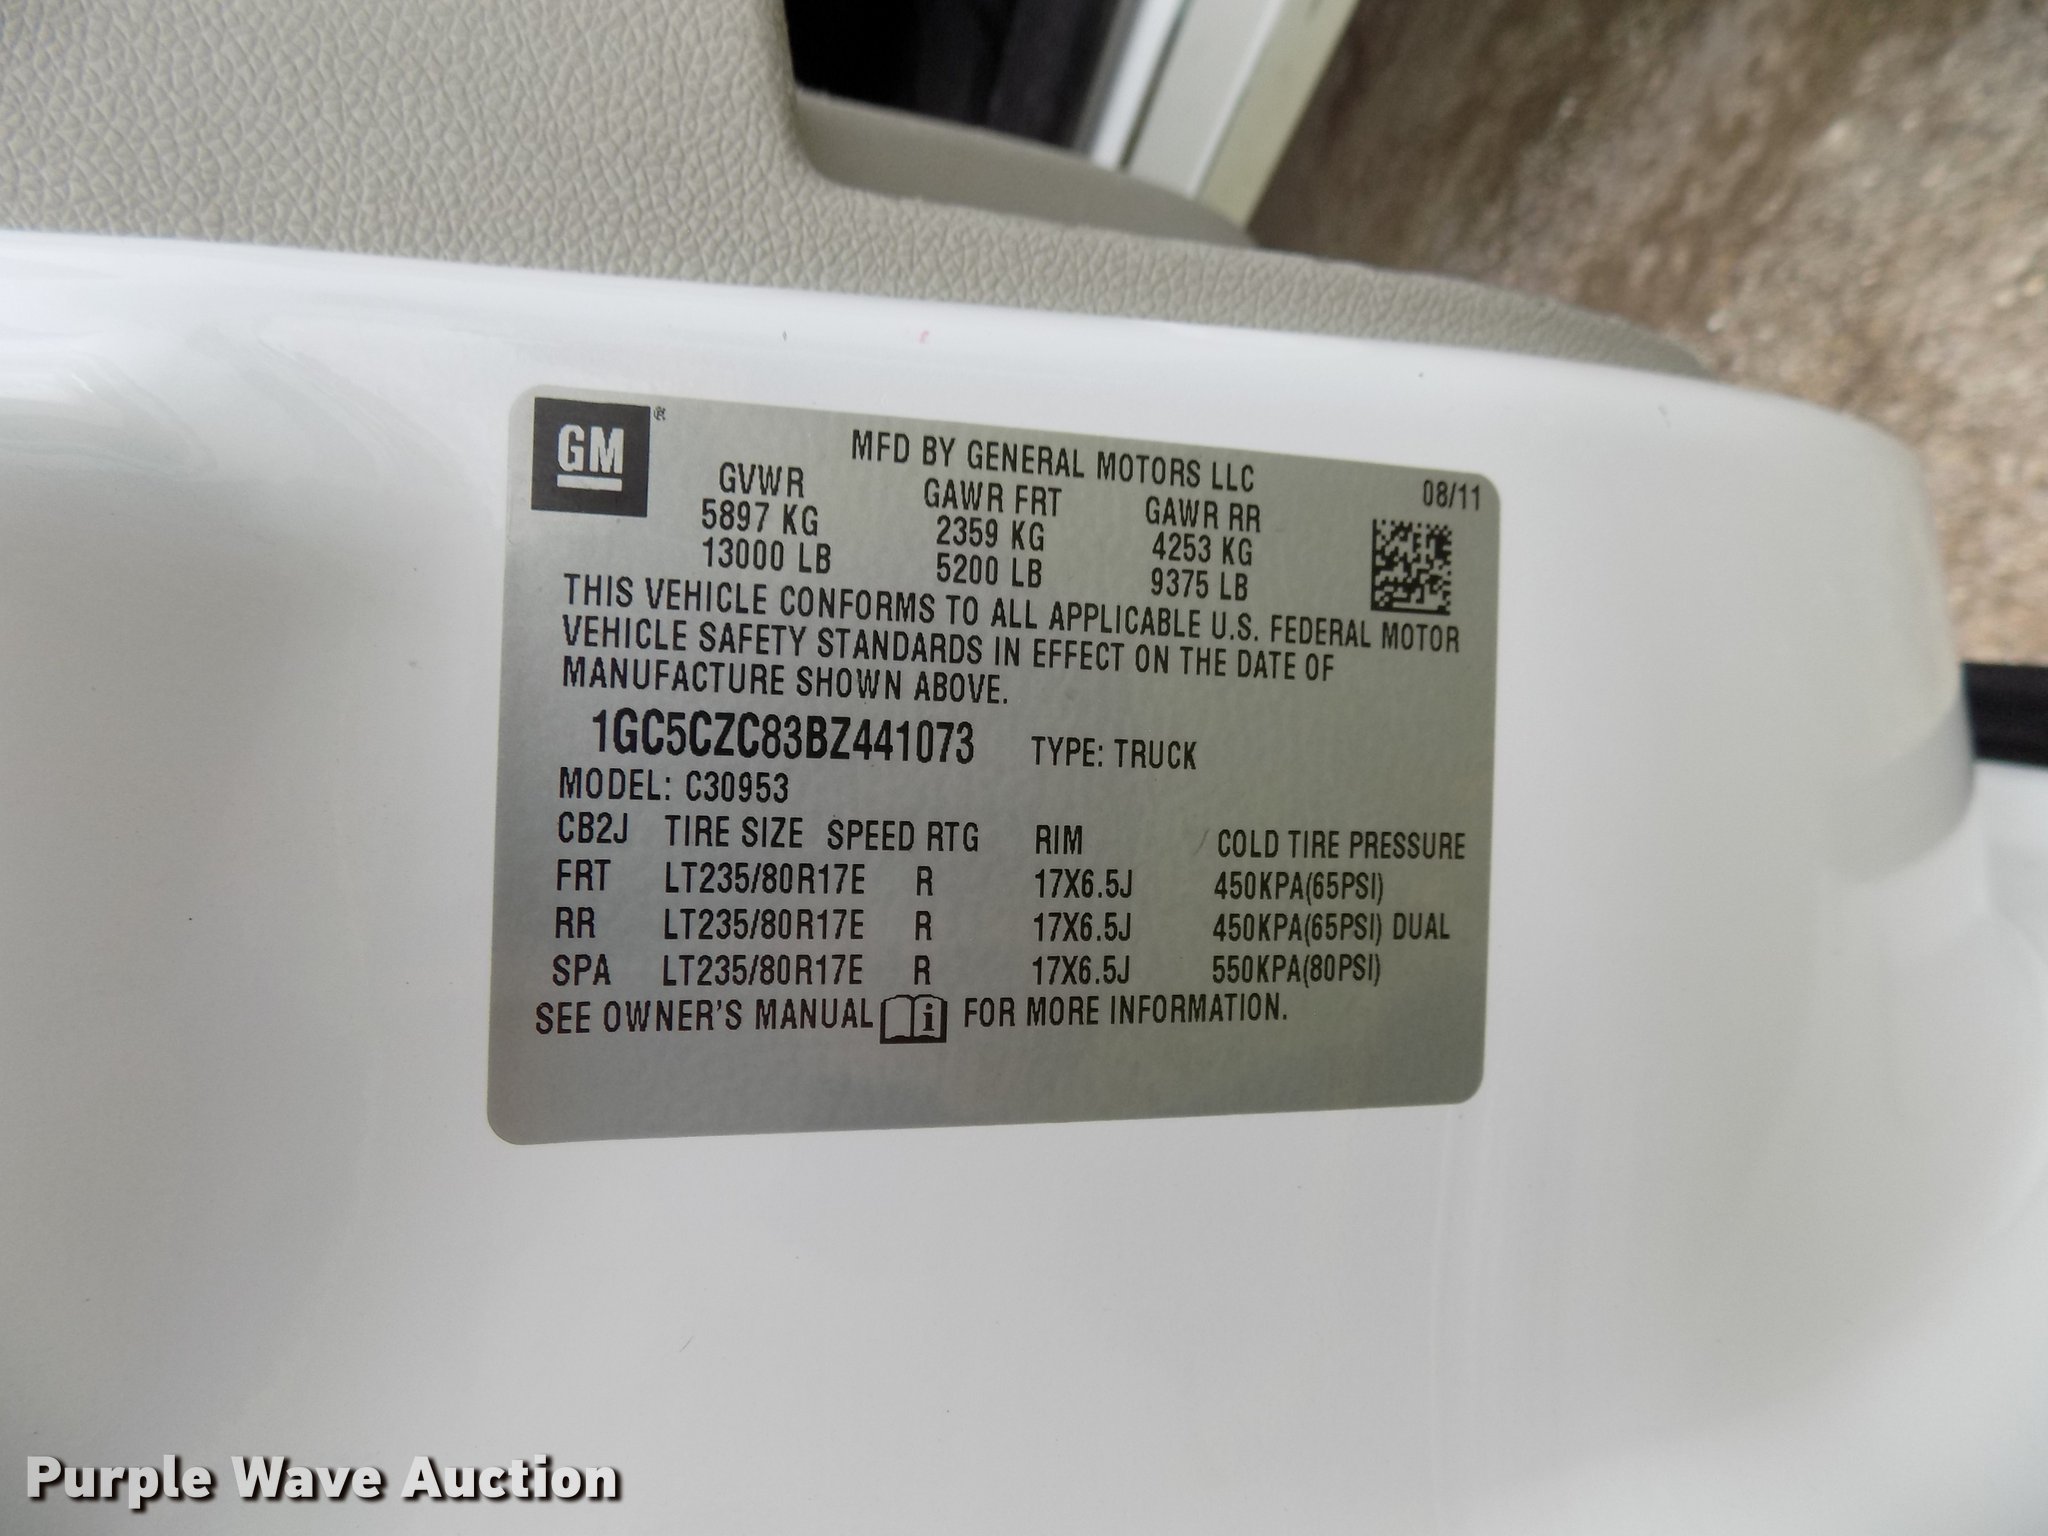 GM®
MFD BY GENERAL MOTORS LLC
08/11
GVWR GAWR FRT GAWR RR
5897 KG 2359 KG 4253 KG
13000 LB 5200 LB 9375 LB
THIS VEHICLE CONFORMS TO ALL APPLICABLE U.S. FEDERAL MOTOR
VEHICLE SAFETY STANDARDS IN EFFECT ON THE DATE OF
MANUFACTURE SHOWN ABOVE.
1GC5CZC83BZ441073 TYPE: TRUCK
MODEL: C30953
CB2J TIRE SIZE SPEED RTG RIM COLD TIRE PRESSURE
FRT LT235/80R17E R 17X6.5J 450KPA(65PSI)
RR LT235/80R17E R 17X6.5J 450KPA(65PSI) DUAL
SPA LT235/80R17E R 17X6.5J 550KPA(80PSI)
SEE OWNER'S MANUAL i FOR MORE INFORMATION.
Purple Wave Auction